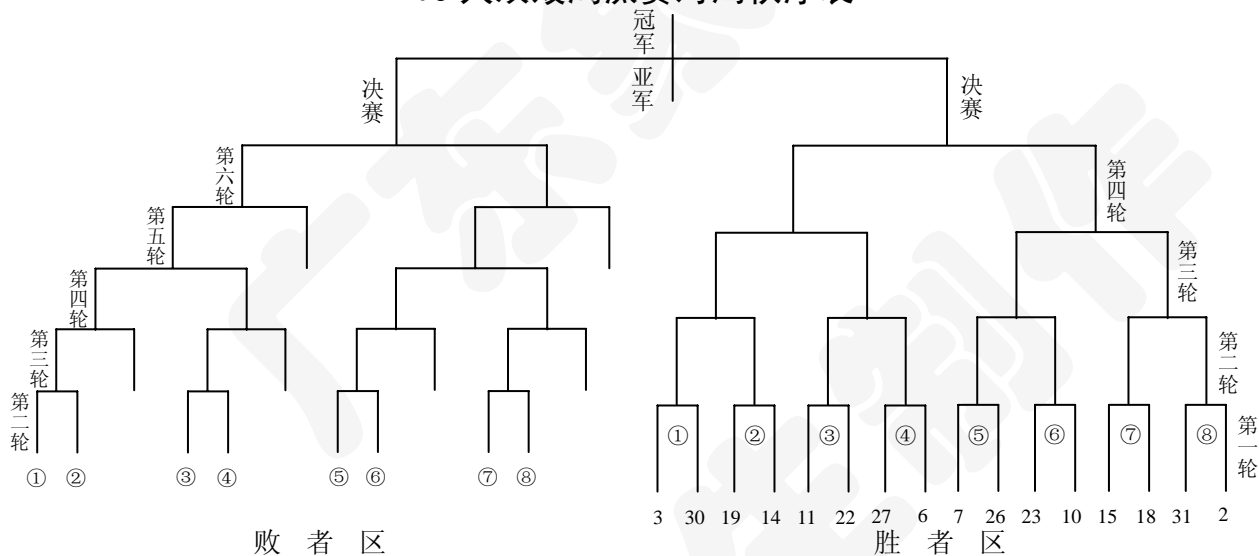 冠军
亚军
决赛
决赛
第六轮
第四轮
第五轮
第三轮
第四轮
第三轮
第二轮
第二轮
第一轮
① ② ③ ④ ⑤ ⑥ ⑦ ⑧
① ② ③ ④ ⑤ ⑥ ⑦ ⑧
3 30 19 14 11 22 27 6 7 26 23 10 15 18 31 2
败者区
胜者区